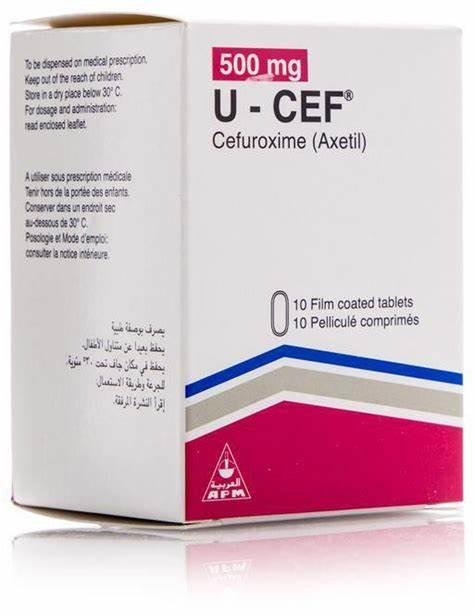 To be dispensed on medical prescription.
Keep out of the reach of children.
Store in a dry place below 30° C.
For dosage and administration:
read enclosed leaflet.
A utiliser sous prescription médicale
Tenir hors de la portée des enfants.
Conserver dans un endroit sec
au-dessous de 30° C.
Posologie et Mode d'emploi:
consulter la notice intérieure.
يصرف بوصفة طبية
يحفظ بعيدا عن متناول الأطفال.
يحفظ في مكان جاف تحت ٣٠° مئوية.
للجرعة وطريقة الاستعمال.
إقرأ النشرة المرفقة.
500 mg
U - CEF®
Cefuroxime (Axetil)
10 Film coated tablets
10 Pelliculé comprimés
العربية
APM